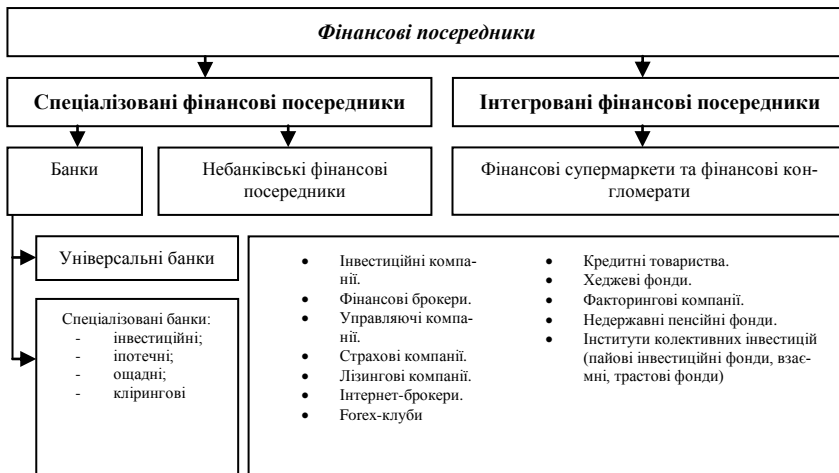 Фінансові посередники
Спеціалізовані фінансові посередники
Інтегровані фінансові посередники
Банки
Небанківські фінансові
посередники
Фінансові супермаркети та фінансові кон-
гломерати
Універсальні банки
Спеціалізовані банки:
- інвестиційні;
- іпотечні;
- ощадні;
- клірингові
• Інвестиційні компа-
нії.
• Фінансові брокери.
• Управляючі компа-
нії.
• Страхові компанії.
• Лізингові компанії.
• Інтернет-брокери.
• Forex-клуби
• Кредитні товариства.
• Хеджеві фонди.
• Факторингові компанії.
• Недержавні пенсійні фонди.
• Інститути колективних інвестицій
(пайові інвестиційні фонди, взає-
мні, трастові фонди)